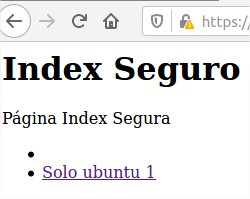 https://
Index Seguro
Página Index Segura
Solo ubuntu 1